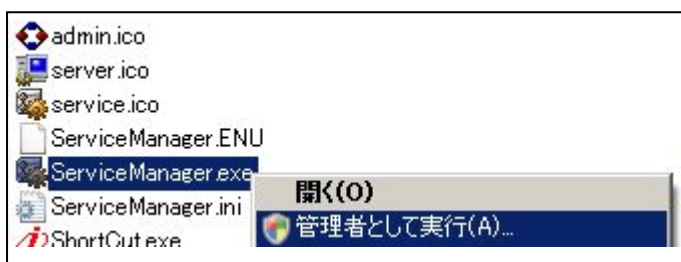 admin.ico
server.ico
service.ico
ServiceManager.ENU
ServiceManager.exe
開く(O)
ServiceManager.ini
管理者として実行(A)...
ShortCut.exe